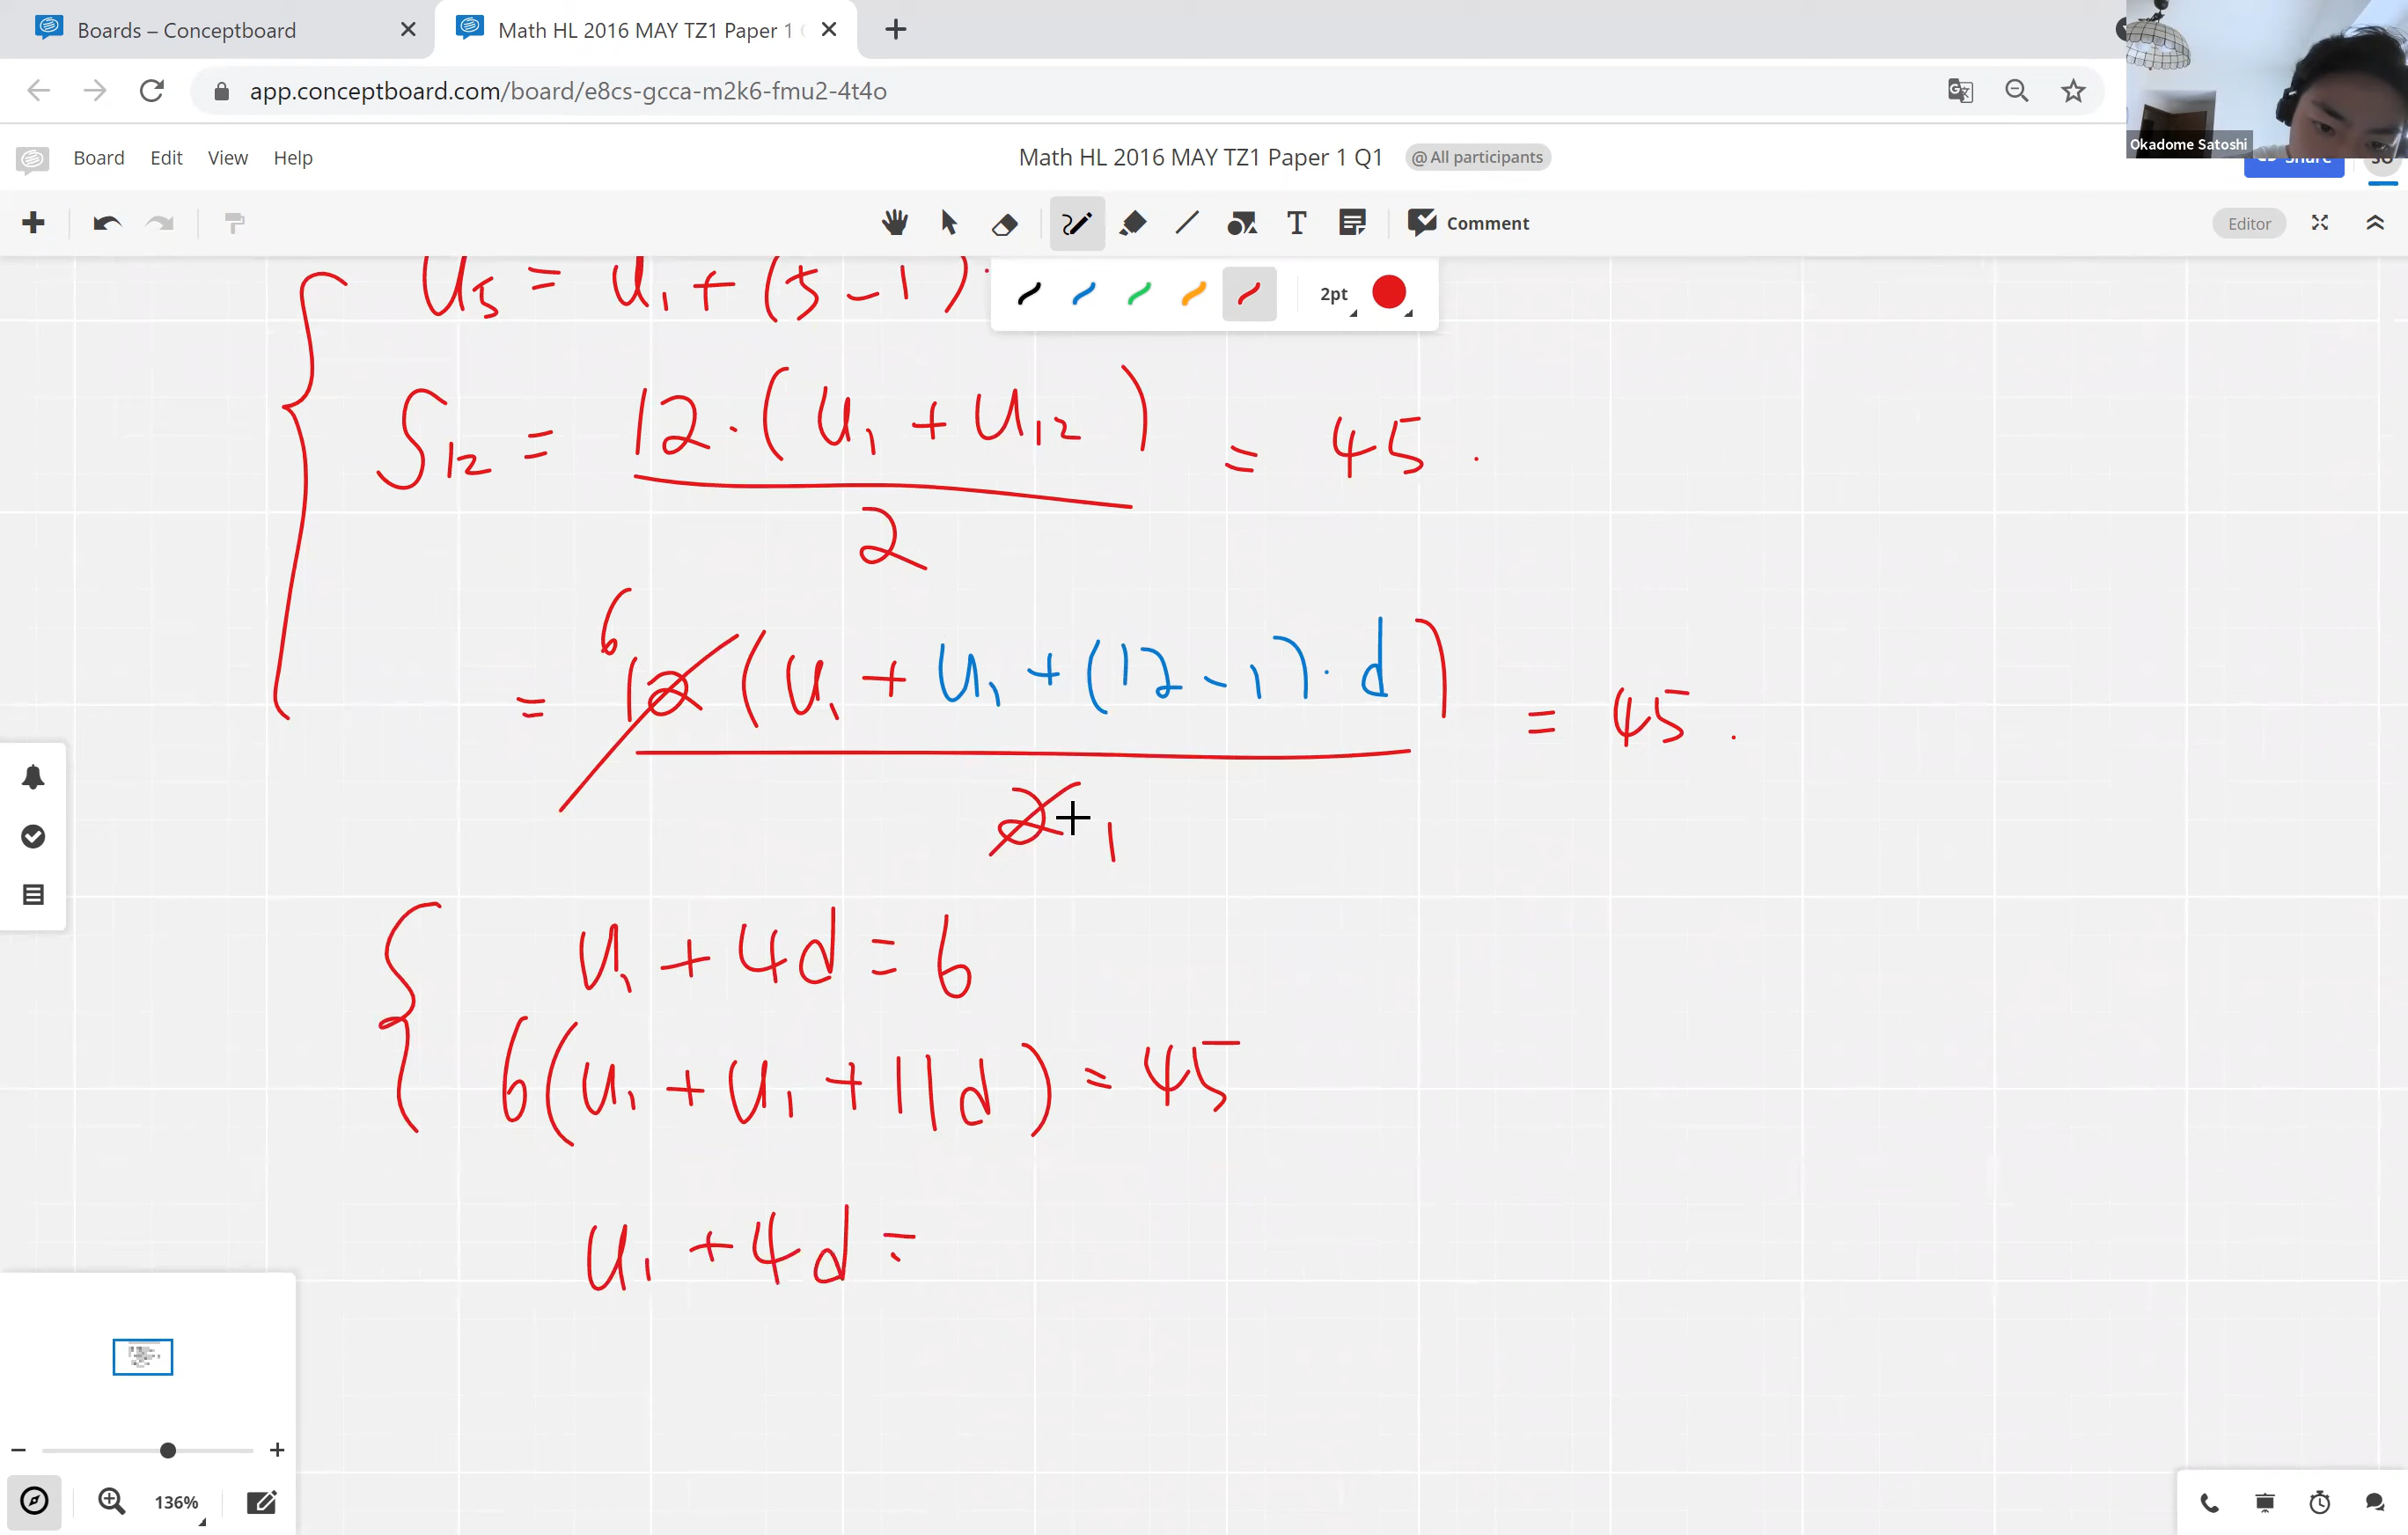 Boards – Conceptboard
Math HL 2016 MAY TZ1 Paper 1
app.conceptboard.com/board/e8cs-gcca-m2k6-fmu2-4t4o
Okadome Satoshi
Board Edit View Help
Math HL 2016 MAY TZ1 Paper 1 Q1
@ All participants
Share
SO
T
Comment
Editor
2pt
u₅ = u₁ + (5 - 1) ·
S₁₂ = 12 · (u₁ + u₁₂) / 2 = 45 .
= 6 12 (u₁ + u₁ + (12 - 1) · d) / 2 1 = 45 .
u₁ + 4d = 6
6(u₁ + u₁ + 11d) = 45
u₁ + 4d =
136%